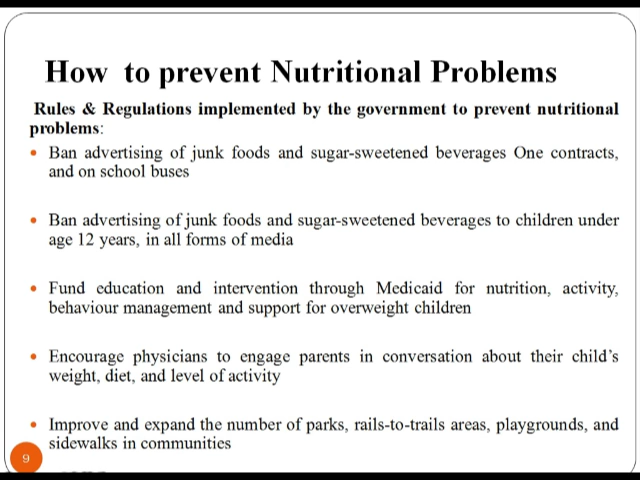 How to prevent Nutritional Problems
Rules & Regulations implemented by the government to prevent nutritional
problems:
• Ban advertising of junk foods and sugar-sweetened beverages One contracts,
and on school buses
• Ban advertising of junk foods and sugar-sweetened beverages to children under
age 12 years, in all forms of media
• Fund education and intervention through Medicaid for nutrition, activity,
behaviour management and support for overweight children
• Encourage physicians to engage parents in conversation about their child's
weight, diet, and level of activity
• Improve and expand the number of parks, rails-to-trails areas, playgrounds, and
sidewalks in communities
9